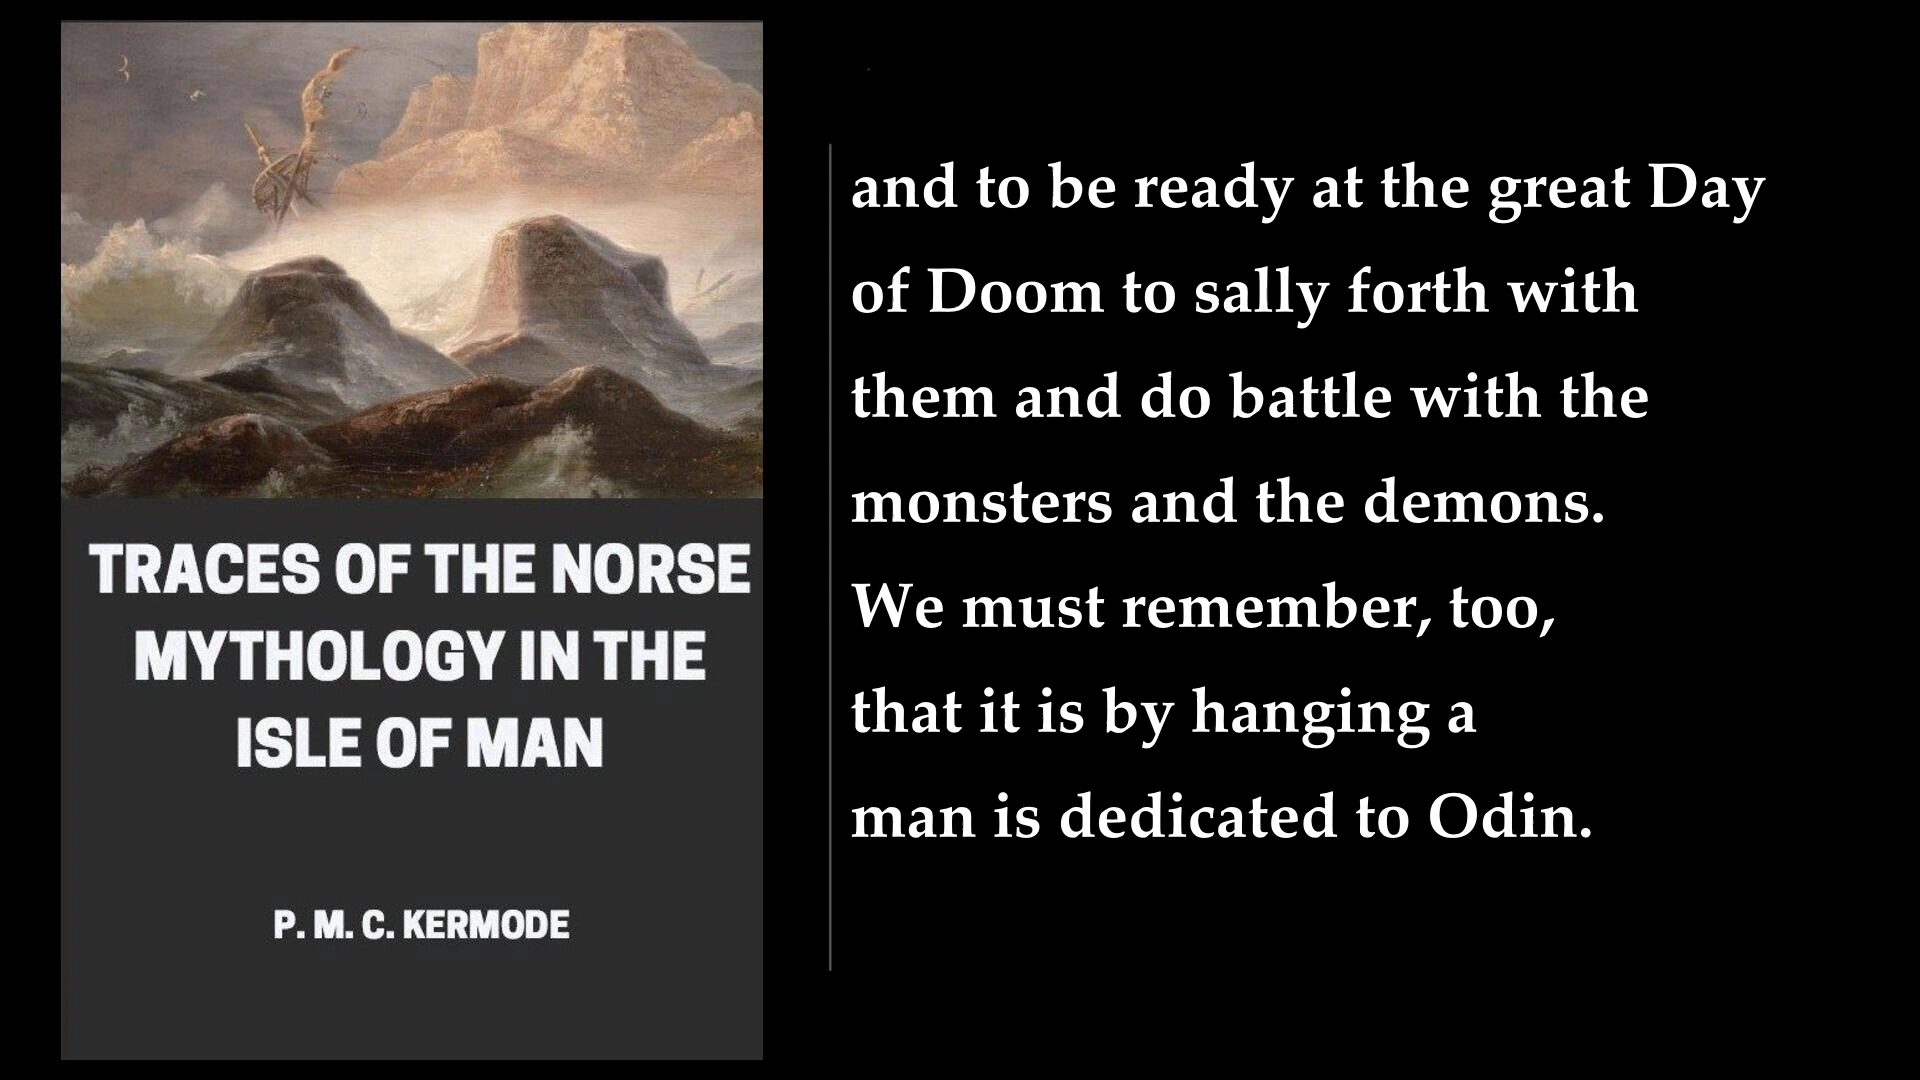 TRACES OF THE NORSE
MYTHOLOGY IN THE
ISLE OF MAN
P. M. C. KERMODE
and to be ready at the great Day
of Doom to sally forth with
them and do battle with the
monsters and the demons.
We must remember, too,
that it is by hanging a
man is dedicated to Odin.